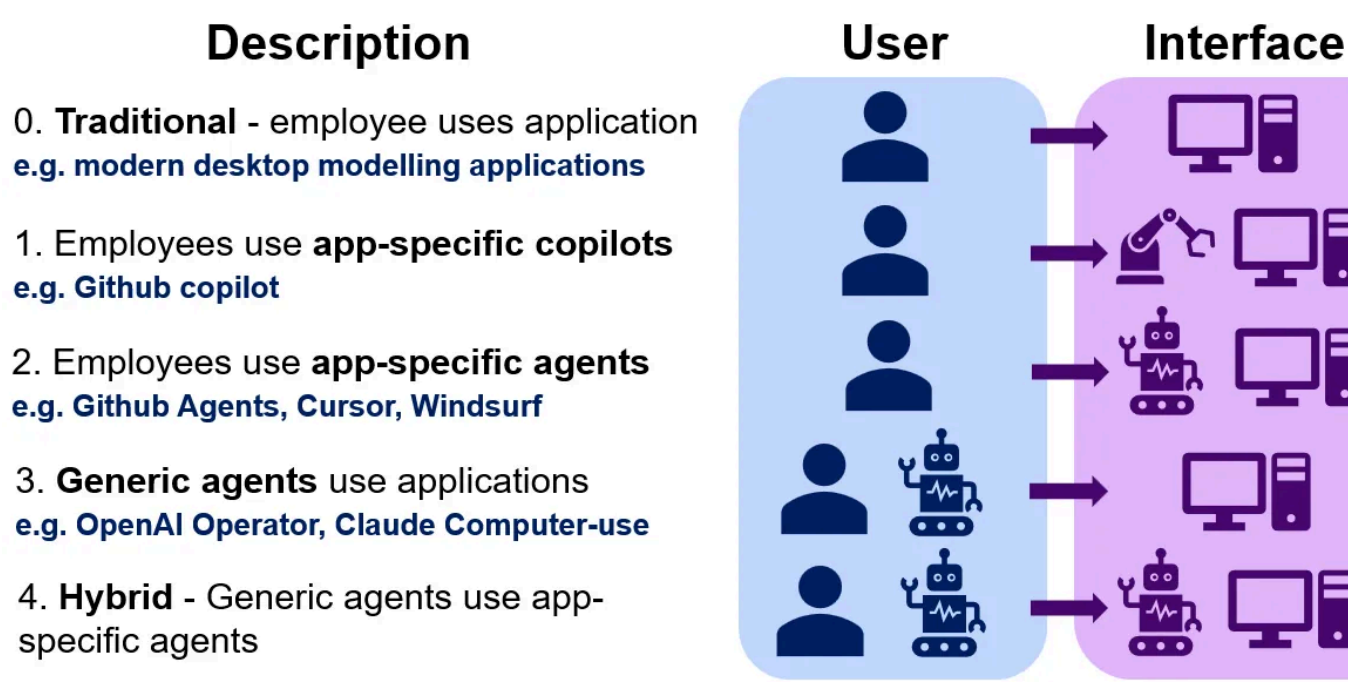 Description
User
Interface
0. Traditional - employee uses application
e.g. modern desktop modelling applications
1. Employees use app-specific copilots
e.g. Github copilot
2. Employees use app-specific agents
e.g. Github Agents, Cursor, Windsurf
3. Generic agents use applications
e.g. OpenAI Operator, Claude Computer-use
4. Hybrid - Generic agents use app-
specific agents